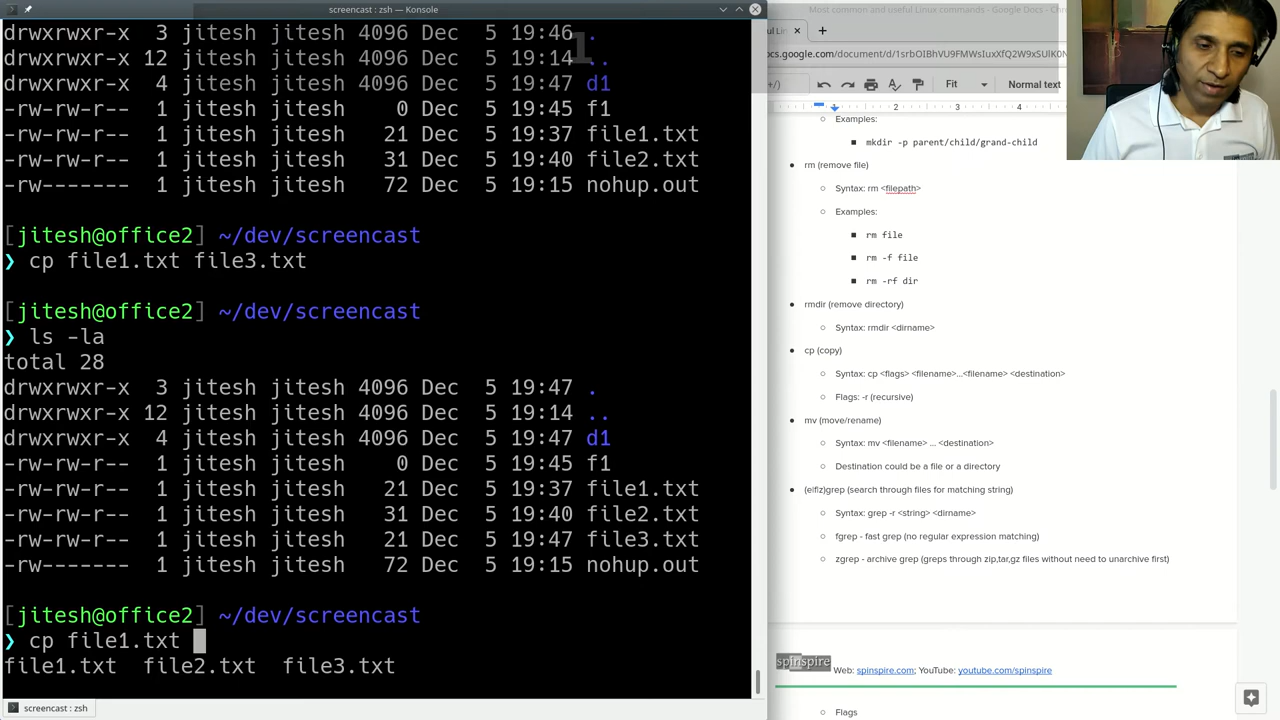 screencast : zsh — Konsole
drwxrwxr-x 3 jitesh jitesh 4096 Dec 5 19:46 .
drwxrwxr-x 12 jitesh jitesh 4096 Dec 5 19:14 ..
drwxrwxr-x 4 jitesh jitesh 4096 Dec 5 19:47 d1
-rw-rw-r-- 1 jitesh jitesh 0 Dec 5 19:45 f1
-rw-rw-r-- 1 jitesh jitesh 21 Dec 5 19:37 file1.txt
-rw-rw-r-- 1 jitesh jitesh 31 Dec 5 19:40 file2.txt
-rw------- 1 jitesh jitesh 72 Dec 5 19:15 nohup.out
[jitesh@office2] ~/dev/screencast
❯ cp file1.txt file3.txt
[jitesh@office2] ~/dev/screencast
❯ ls -la
total 28
drwxrwxr-x 3 jitesh jitesh 4096 Dec 5 19:47 .
drwxrwxr-x 12 jitesh jitesh 4096 Dec 5 19:14 ..
drwxrwxr-x 4 jitesh jitesh 4096 Dec 5 19:47 d1
-rw-rw-r-- 1 jitesh jitesh 0 Dec 5 19:45 f1
-rw-rw-r-- 1 jitesh jitesh 21 Dec 5 19:37 file1.txt
-rw-rw-r-- 1 jitesh jitesh 31 Dec 5 19:40 file2.txt
-rw-rw-r-- 1 jitesh jitesh 21 Dec 5 19:47 file3.txt
-rw------- 1 jitesh jitesh 72 Dec 5 19:15 nohup.out
[jitesh@office2] ~/dev/screencast
❯ cp file1.txt
file1.txt file2.txt file3.txt
screencast : zsh
1
Most common and useful Linux commands - Google Docs - Chr
ul Lin
Fit Normal text
1 2 3 4
Examples:
mkdir -p parent/child/grand-child
rm (remove file)
Syntax: rm <filepath>
Examples:
rm file
rm -f file
rm -rf dir
rmdir (remove directory)
Syntax: rmdir <dirname>
cp (copy)
Syntax: cp <flags> <filename>...<filename> <destination>
Flags: -r (recursive)
mv (move/rename)
Syntax: mv <filename> ... <destination>
Destination could be a file or a directory
(e|f|z)grep (search through files for matching string)
Syntax: grep -r <string> <dirname>
fgrep - fast grep (no regular expression matching)
zgrep - archive grep (greps through zip,tar,gz files without need to unarchive first)
spinspire Web: spinspire.com; YouTube: youtube.com/spinspire
Flags